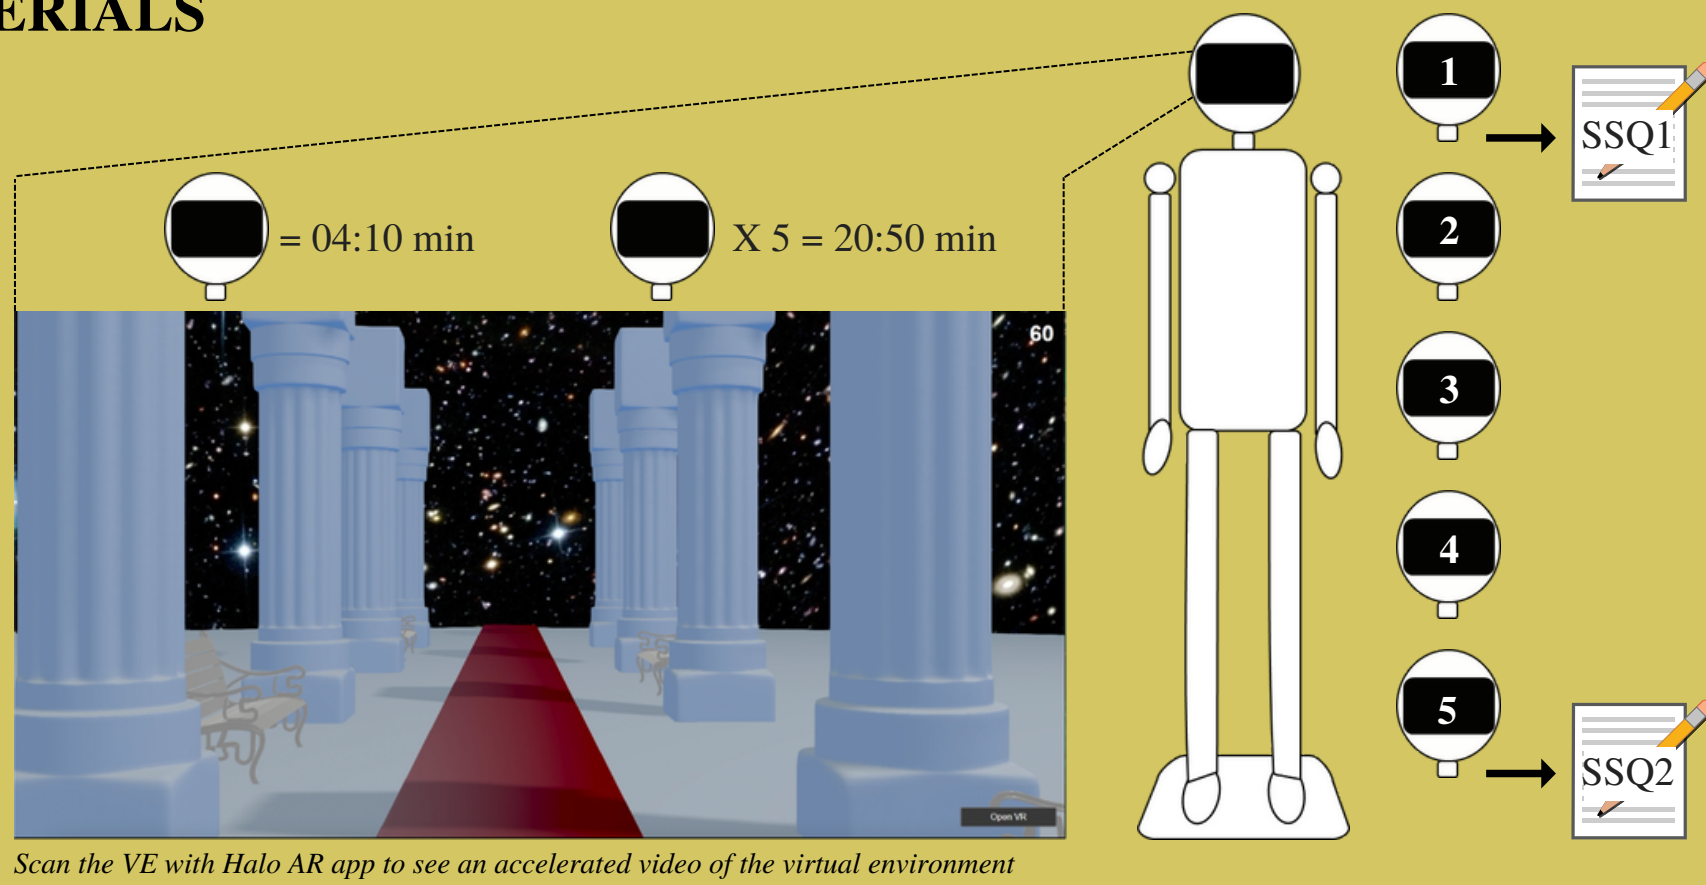 ERIALS
= 04:10 min
X 5 = 20:50 min
60
Open VR
Scan the VE with Halo AR app to see an accelerated video of the virtual environment
1
SSQ1
2
3
4
5
SSQ2